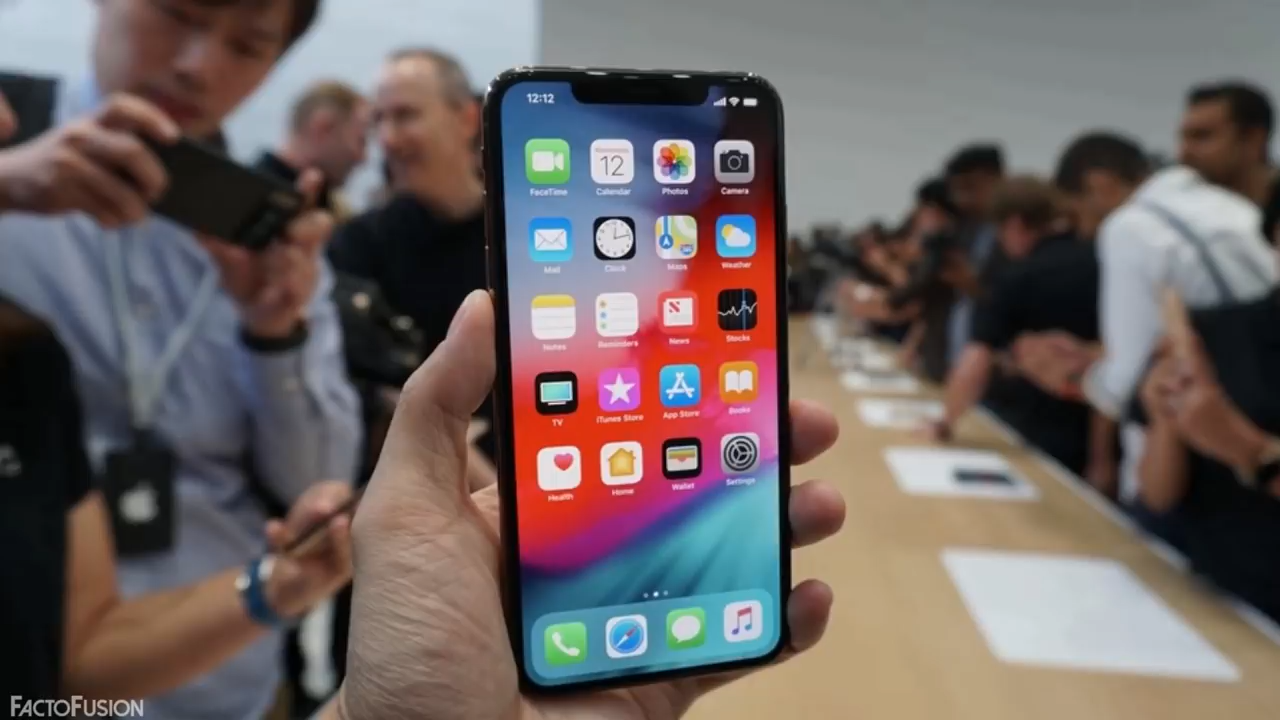 12:12
FaceTime Calendar Photos Camera
12
Mail Clock Maps Weather
Notes Reminders News Stocks
TV iTunes Store App Store Books
Health Home Wallet Settings
FACTOFUSION